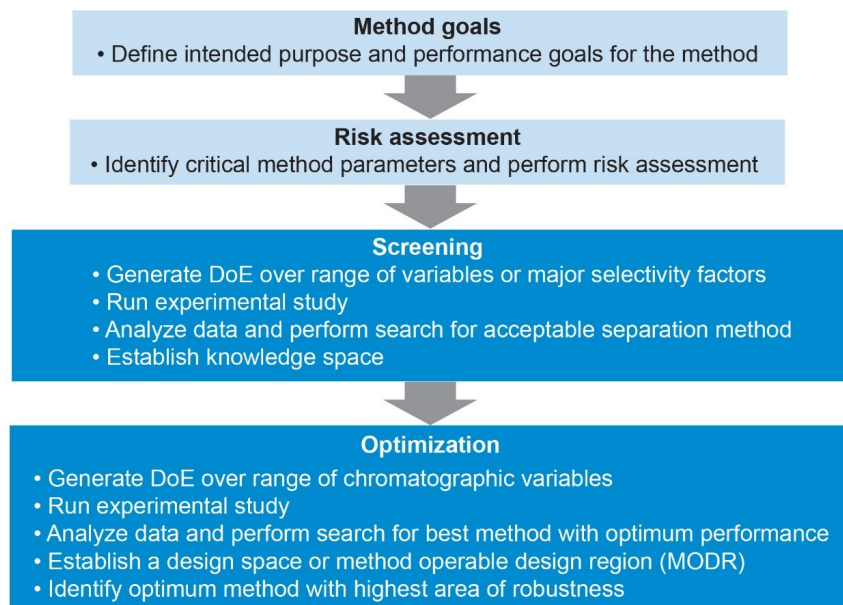 Method goals
• Define intended purpose and performance goals for the method
Risk assessment
• Identify critical method parameters and perform risk assessment
Screening
• Generate DoE over range of variables or major selectivity factors
• Run experimental study
• Analyze data and perform search for acceptable separation method
• Establish knowledge space
Optimization
• Generate DoE over range of chromatographic variables
• Run experimental study
• Analyze data and perform search for best method with optimum performance
• Establish a design space or method operable design region (MODR)
• Identify optimum method with highest area of robustness